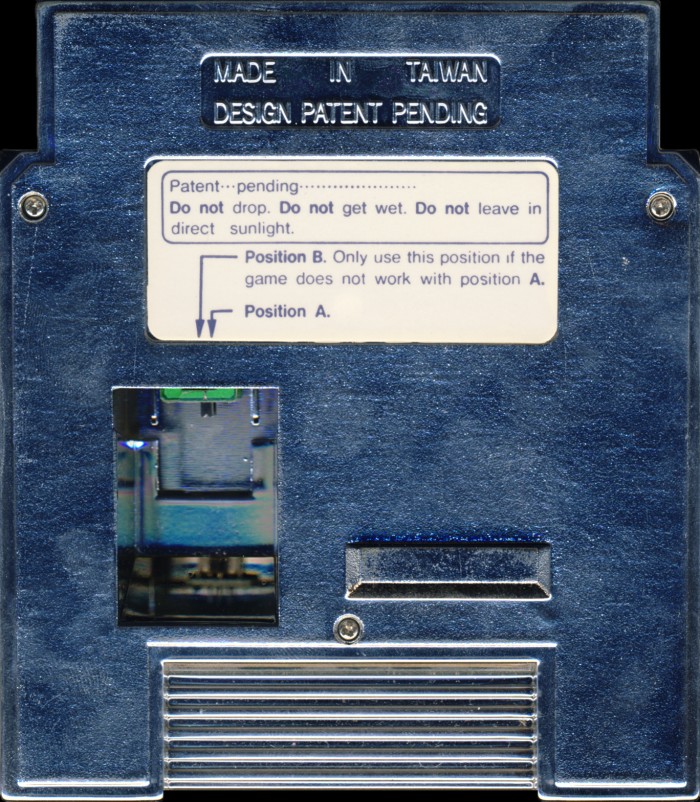 MADE IN TAIWAN
DESIGN PATENT PENDING
Patent···pending·····················
Do not drop. Do not get wet. Do not leave in
direct sunlight.
Position B. Only use this position if the
game does not work with position A.
Position A.